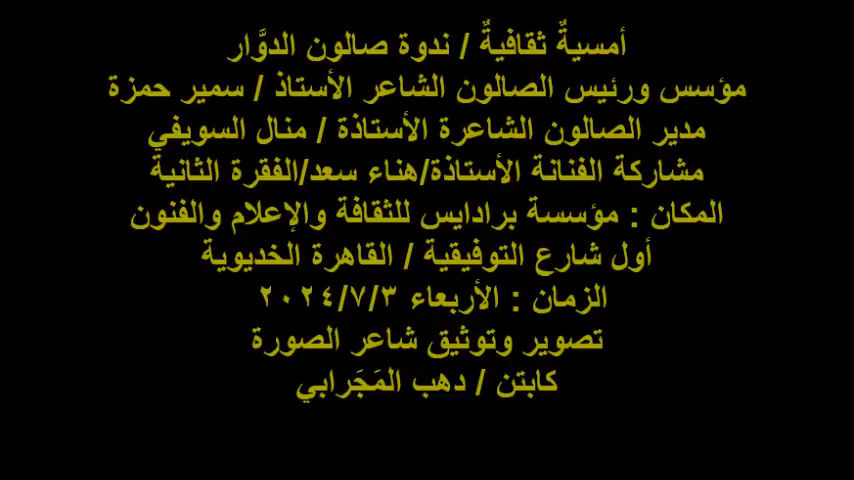 أمسيةٌ ثقافيةٌ / ندوة صالون الدوَّار
مؤسس ورئيس الصالون الشاعر الأستاذ / سمير حمزة
مدير الصالون الشاعرة الأستاذة / منال السويفي
مشاركة الفنانة الأستاذة/هناء سعد/الفقرة الثانية
المكان : مؤسسة برادايس للثقافة والإعلام والفنون
أول شارع التوفيقية / القاهرة الخديوية
الزمان : الأربعاء ٢٠٢٤/٧/٣
تصوير وتوثيق شاعر الصورة
كابتن / دهب المَجَرابي